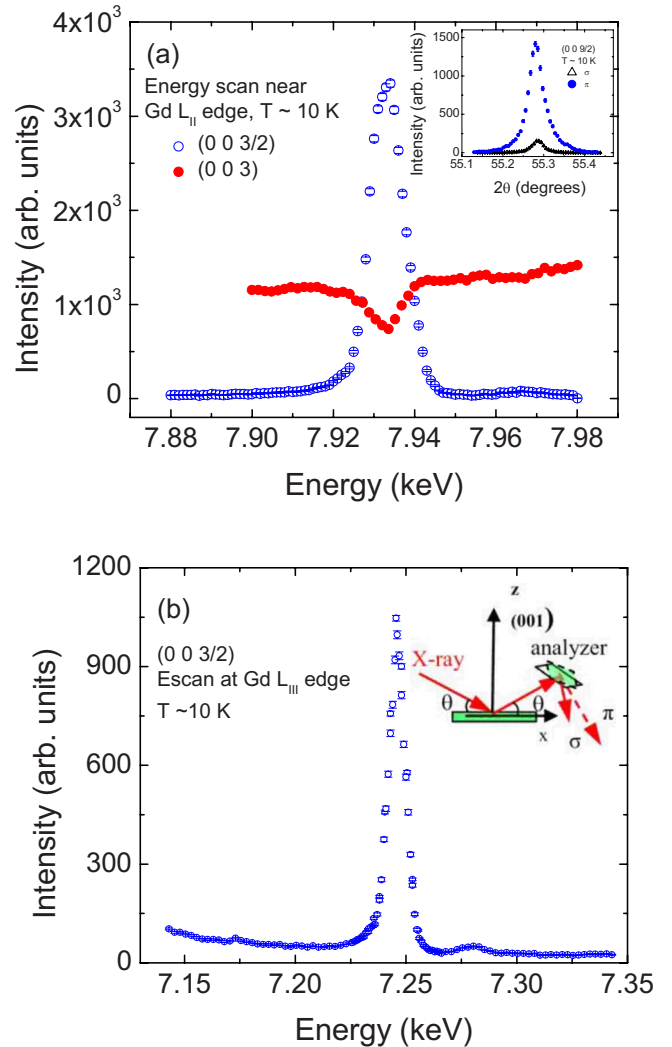 (a)
Energy scan near
Gd L_II edge, T ~ 10 K
(0 0 3/2)
(0 0 3)
4x10³
3x10³
2x10³
1x10³
0
Intensity (arb. units)
7.88 7.90 7.92 7.94 7.96 7.98
Energy (keV)
1500
1000
500
0
Intensity (arb. units)
(0 0 9/2)
T ~ 10 K
σ
π
55.1 55.2 55.3 55.4
2θ (degrees)
(b)
(0 0 3/2)
Escan at Gd L_III edge
T ~10 K
1200
900
600
300
0
Intensity (arb. units)
7.15 7.20 7.25 7.30 7.35
Energy (keV)
z
(001)
analyzer
X-ray
θ
θ
x
σ
π